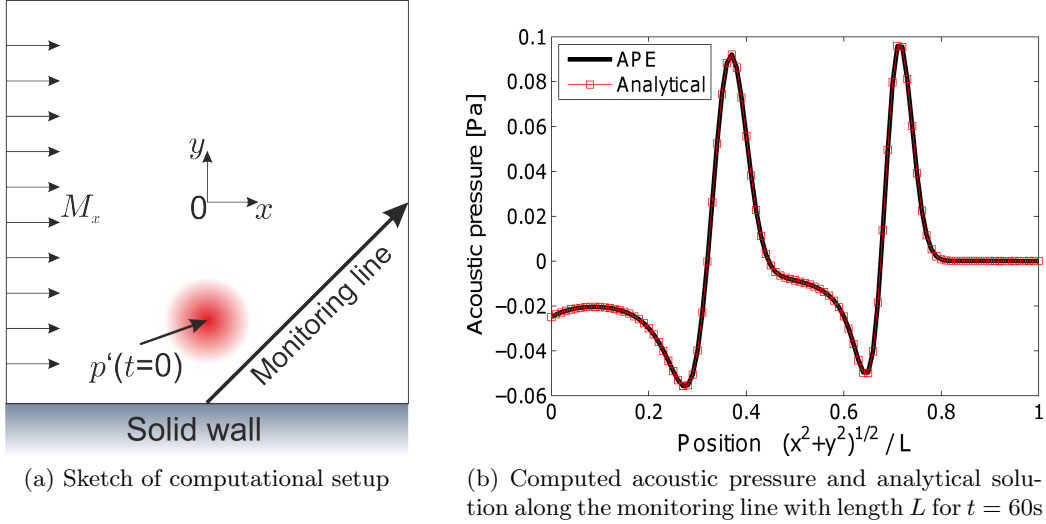 y
0
x
M_x
Monitoring line
p‘(t=0)
Solid wall
(a) Sketch of computational setup
0.1
0.08
0.06
0.04
0.02
0
−0.02
−0.04
−0.06
Acoustic pressure [Pa]
APE
Analytical
0 0.2 0.4 0.6 0.8 1
Position (x²+y²)^{1/2} / L
(b) Computed acoustic pressure and analytical solu-
tion along the monitoring line with length L for t = 60s